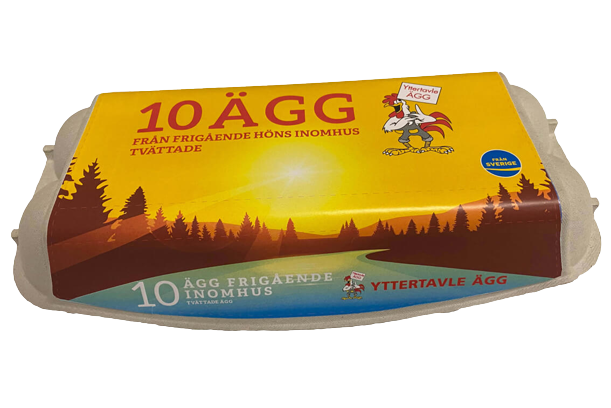 10 ÄGG
FRÅN FRIGÅENDE HÖNS INOMHUS
TVÄTTADE
Yttertavle
ÄGG
FRÅN
SVERIGE
10 ÄGG FRIGÅENDE
INOMHUS
TVÄTTADE ÄGG
YTTERTAVLE ÄGG